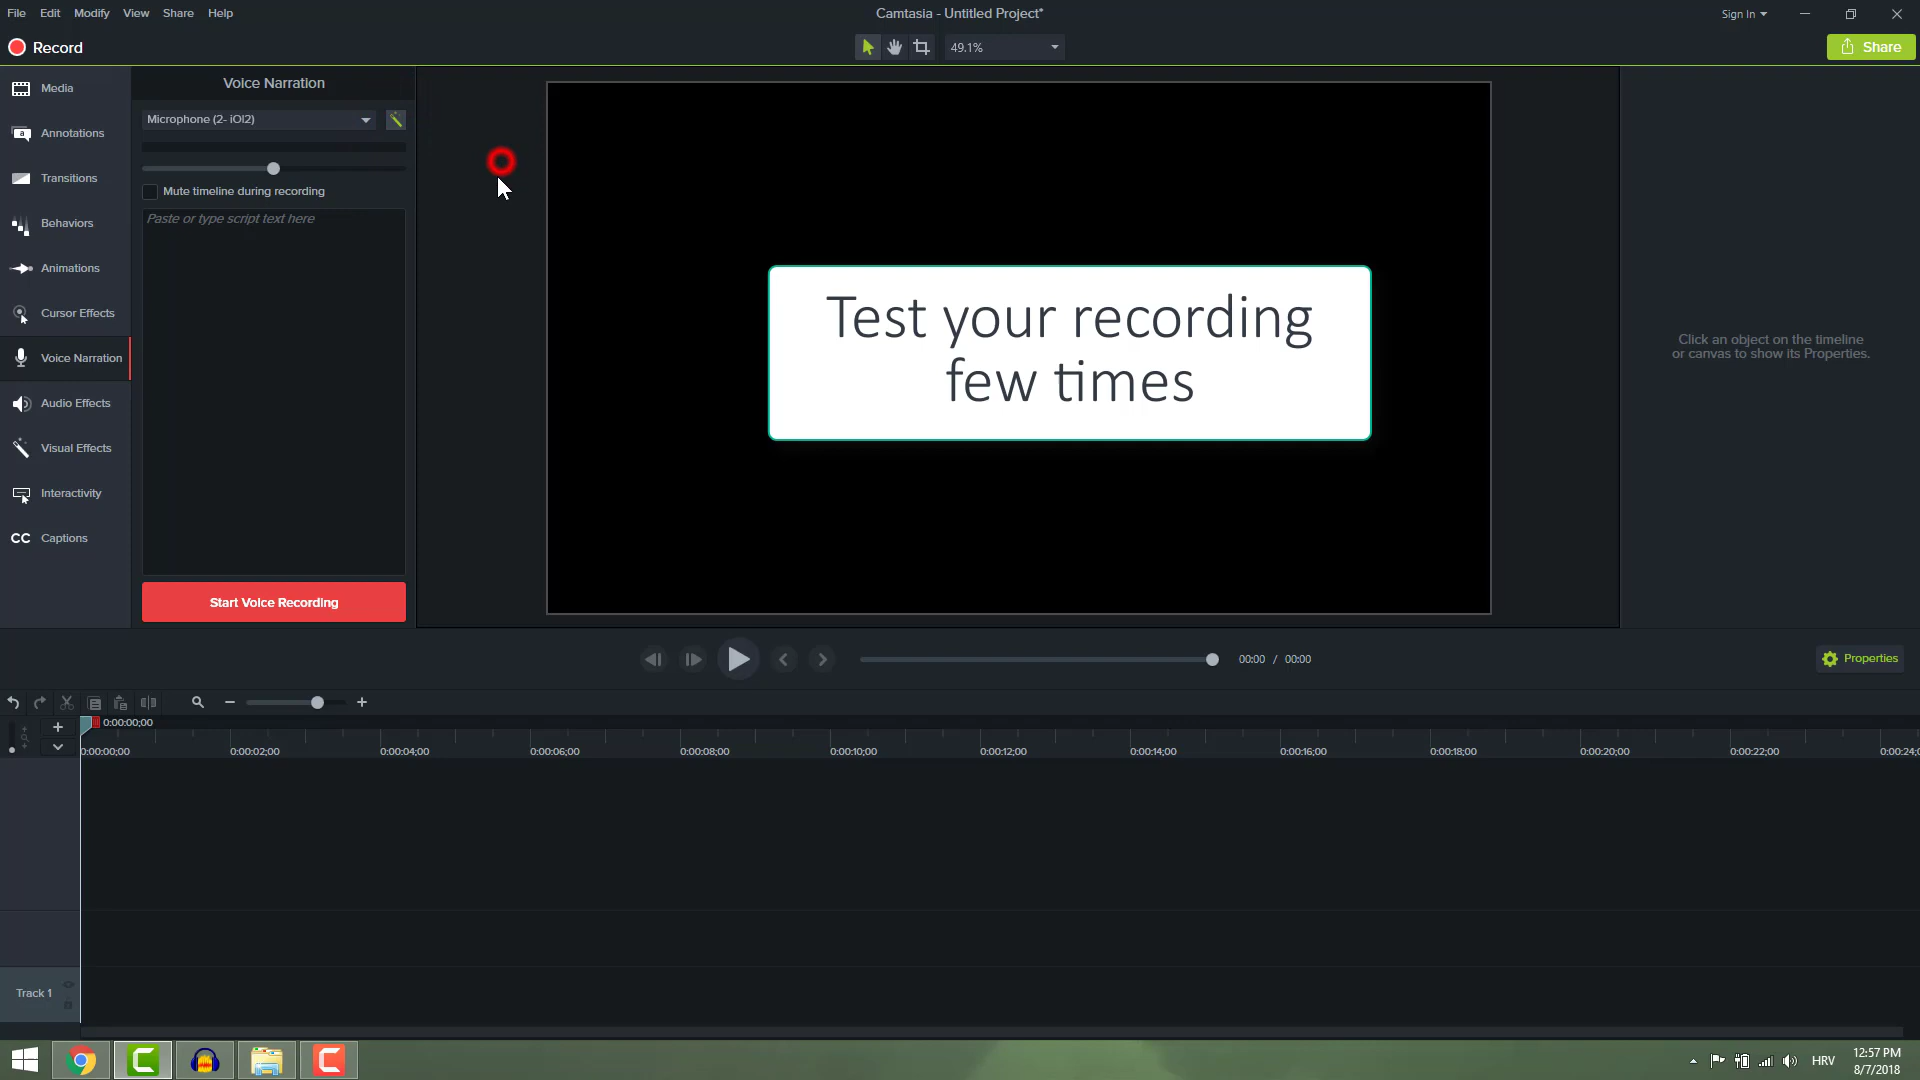 File Edit Modify View Share Help
Camtasia - Untitled Project*
Sign In
Record
49.1%
Share
Media
Annotations
Transitions
Behaviors
Animations
Cursor Effects
Voice Narration
Audio Effects
Visual Effects
Interactivity
CC Captions
Voice Narration
Microphone (2- iOI2)
Mute timeline during recording
Paste or type script text here
Start Voice Recording
Test your recording
few times
Click an object on the timeline
or canvas to show its Properties.
00:00 / 00:00
Properties
0:00:00;00
0:00:00;00 0:00:02;00 0:00:04;00 0:00:06;00 0:00:08;00 0:00:10;00 0:00:12;00 0:00:14;00 0:00:16;00 0:00:18;00 0:00:20;00 0:00:22;00 0:00:24;0
Track 1
HRV
12:57 PM
8/7/2018